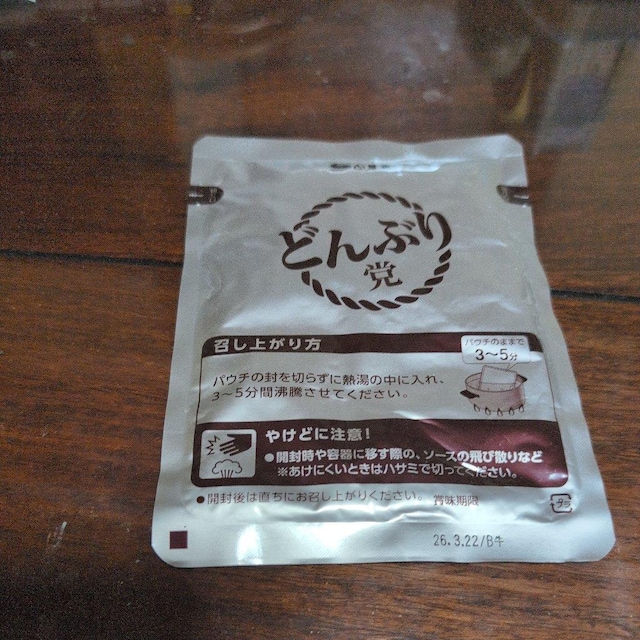 どんぶり
党
召し上がり方
パウチのままで
3〜5分
パウチの封を切らずに熱湯の中に入れ、
3〜5分間沸騰させてください。
やけどに注意!
●開封時や容器に移す際の、ソースの飛び散りなど
※あけにくいときはハサミで切ってください。
●開封後は直ちにお召し上がりください。 賞味期限
プラ
26.3.22/B牛